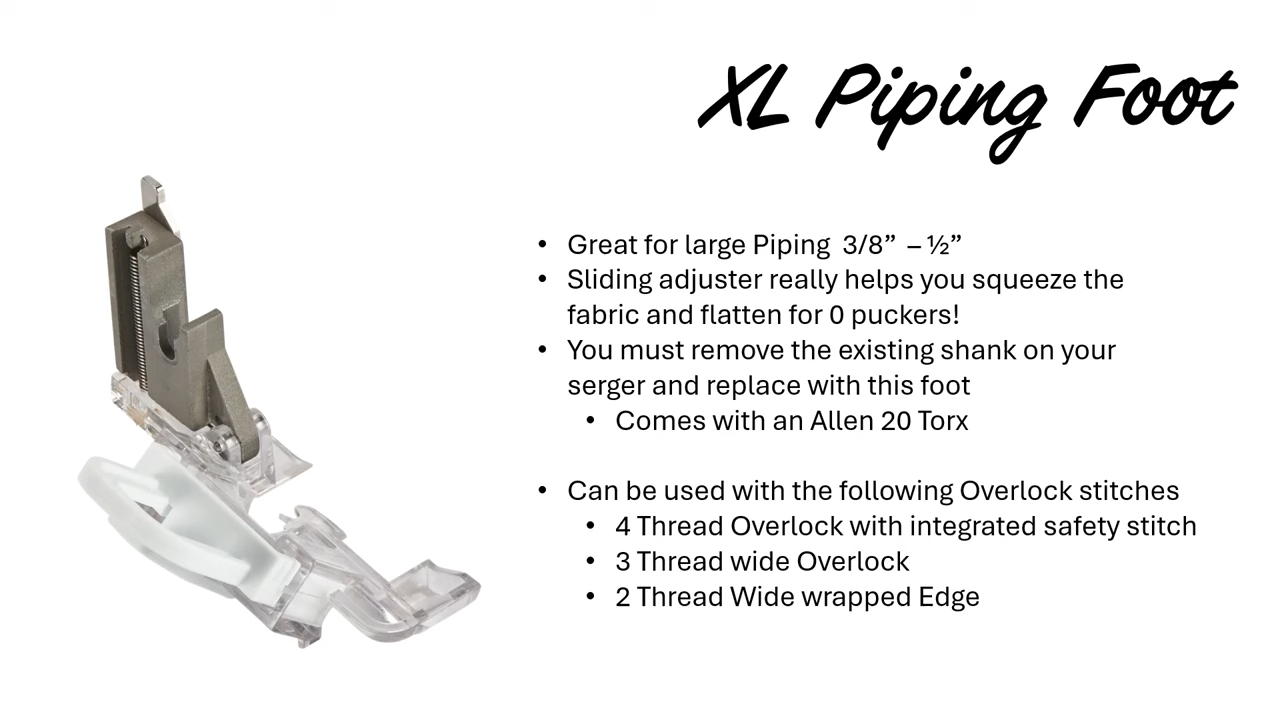 XL Piping Foot
• Great for large Piping  3/8” – ½”
• Sliding adjuster really helps you squeeze the
fabric and flatten for 0 puckers!
• You must remove the existing shank on your
serger and replace with this foot
• Comes with an Allen 20 Torx
• Can be used with the following Overlock stitches
• 4 Thread Overlock with integrated safety stitch
• 3 Thread wide Overlock
• 2 Thread Wide wrapped Edge